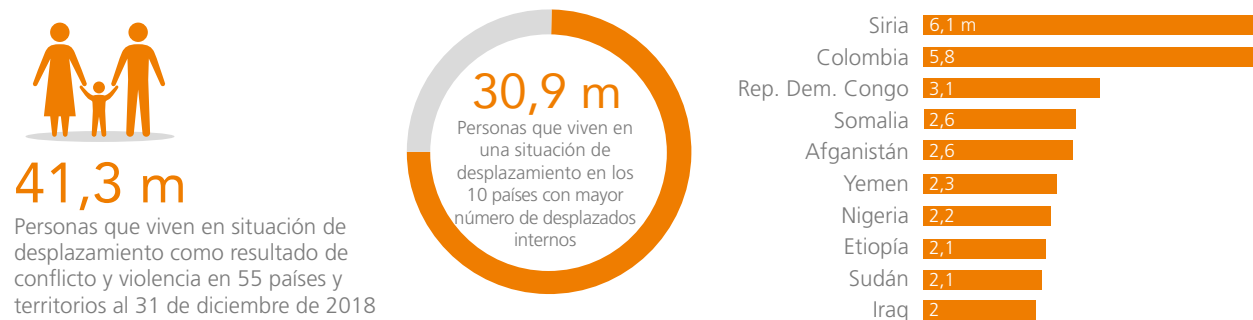 41,3 m
Personas que viven en situación de
desplazamiento como resultado de
conflicto y violencia en 55 países y
territorios al 31 de diciembre de 2018
30,9 m
Personas que viven en
una situación de
desplazamiento en los
10 países con mayor
número de desplazados
internos
Siria 6,1 m
Colombia 5,8
Rep. Dem. Congo 3,1
Somalia 2,6
Afganistán 2,6
Yemen 2,3
Nigeria 2,2
Etiopía 2,1
Sudán 2,1
Iraq 2